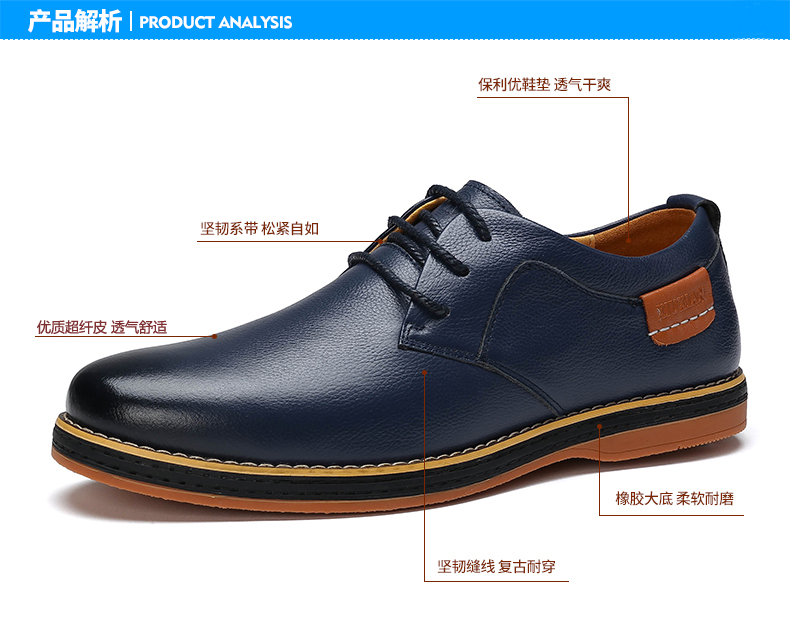 产品解析 | PRODUCT ANALYSIS
保利优鞋垫 透气干爽
坚韧系带 松紧自如
优质超纤皮 透气舒适
橡胶大底 柔软耐磨
坚韧缝线 复古耐穿